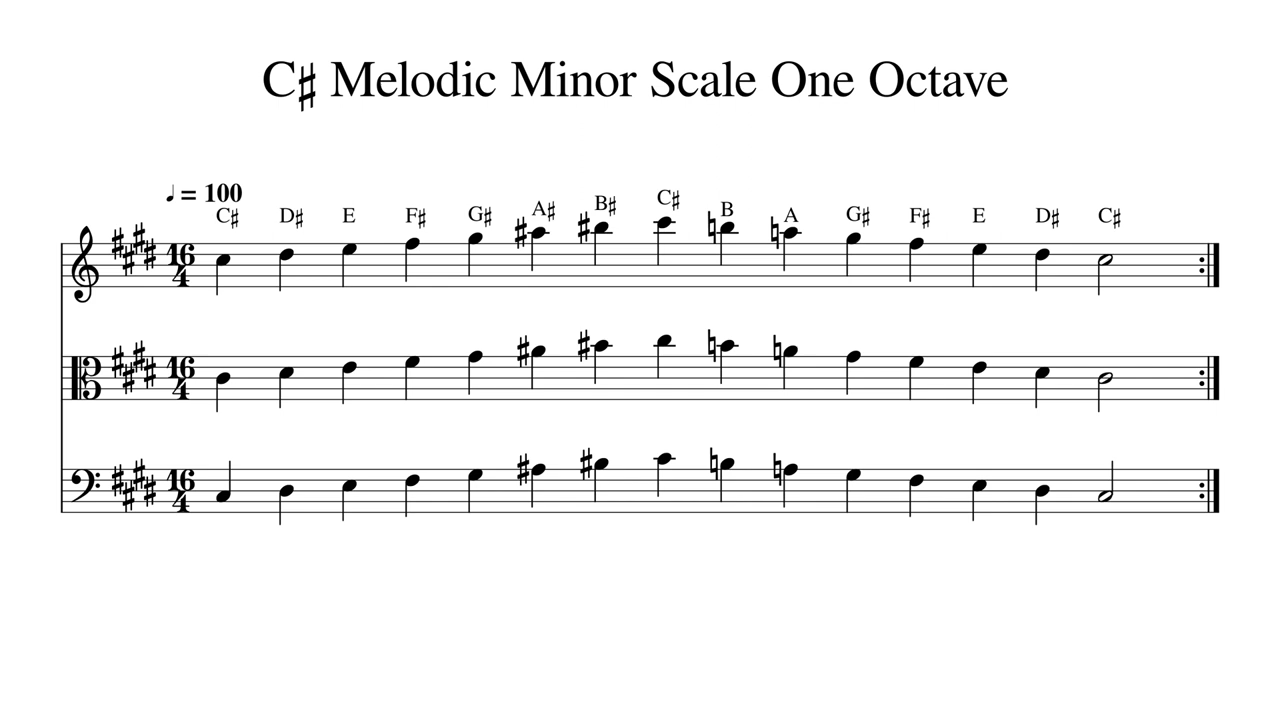 C♯ Melodic Minor Scale One Octave
♩ = 100
C♯ D♯ E F♯ G♯ A♯ B♯ C♯ B A G♯ F♯ E D♯ C♯
16
4
16
4
16
4